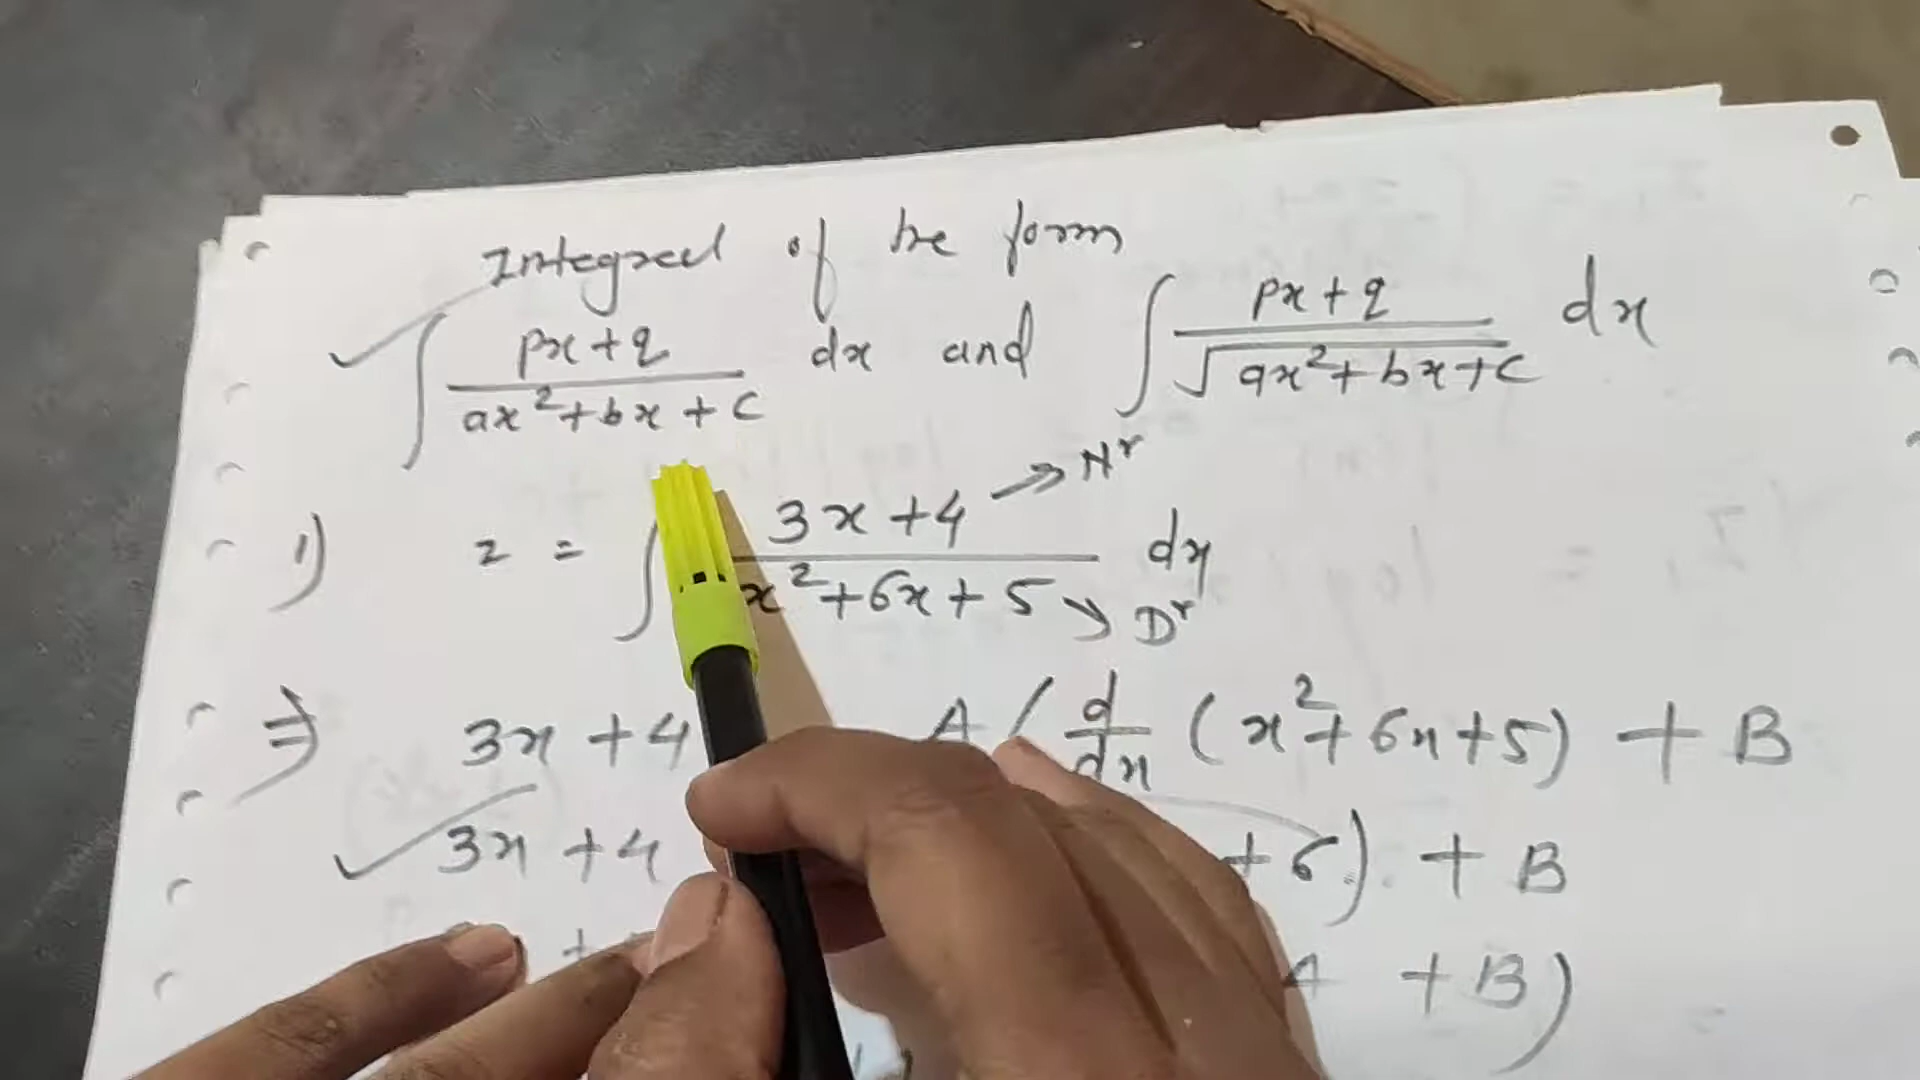 Integral of the form
∫ px+q / ax²+bx+c dx and ∫ px+q / √ax²+bx+c dx
1) I = ∫ 3x+4 / x²+6x+5 dx → Nʳ ↘ Dʳ
⇒ 3x+4 A ( d/dx (x²+6x+5) + B
3x+4 +6) + B
+ A + B)